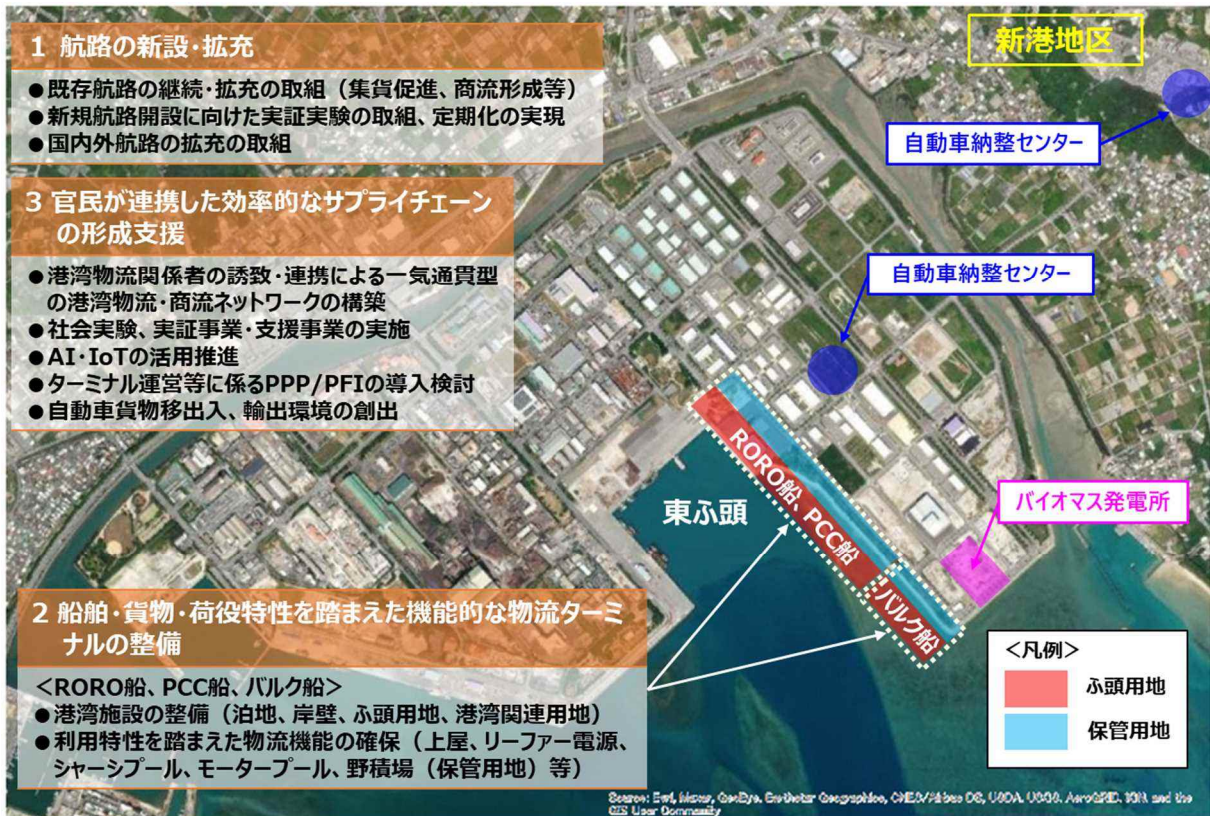 1 航路の新設・拡充
●既存航路の継続・拡充の取組（集貨促進、商流形成等）
●新規航路開設に向けた実証実験の取組、定期化の実現
●国内外航路の拡充の取組
3 官民が連携した効率的なサプライチェーン
の形成支援
●港湾物流関係者の誘致・連携による一気通貫型
の港湾物流・商流ネットワークの構築
●社会実験、実証事業・支援事業の実施
●AI・IoTの活用推進
●ターミナル運営等に係るPPP/PFIの導入検討
●自動車貨物移出入、輸出環境の創出
2 船舶・貨物・荷役特性を踏まえた機能的な物流ターミ
ナルの整備
＜RORO船、PCC船、バルク船＞
●港湾施設の整備（泊地、岸壁、ふ頭用地、港湾関連用地）
●利用特性を踏まえた物流機能の確保（上屋、リーファー電源、
シャーシプール、モータープール、野積場（保管用地）等）
新港地区
自動車納整センター
自動車納整センター
RORO船、PCC船
東ふ頭
バルク船
バイオマス発電所
＜凡例＞
ふ頭用地
保管用地
Source: Esri, Maxar, GeoEye, Earthstar Geographics, CNES/Airbus DS, USDA, USGS, AeroGRID, IGN, and the
GIS User Community